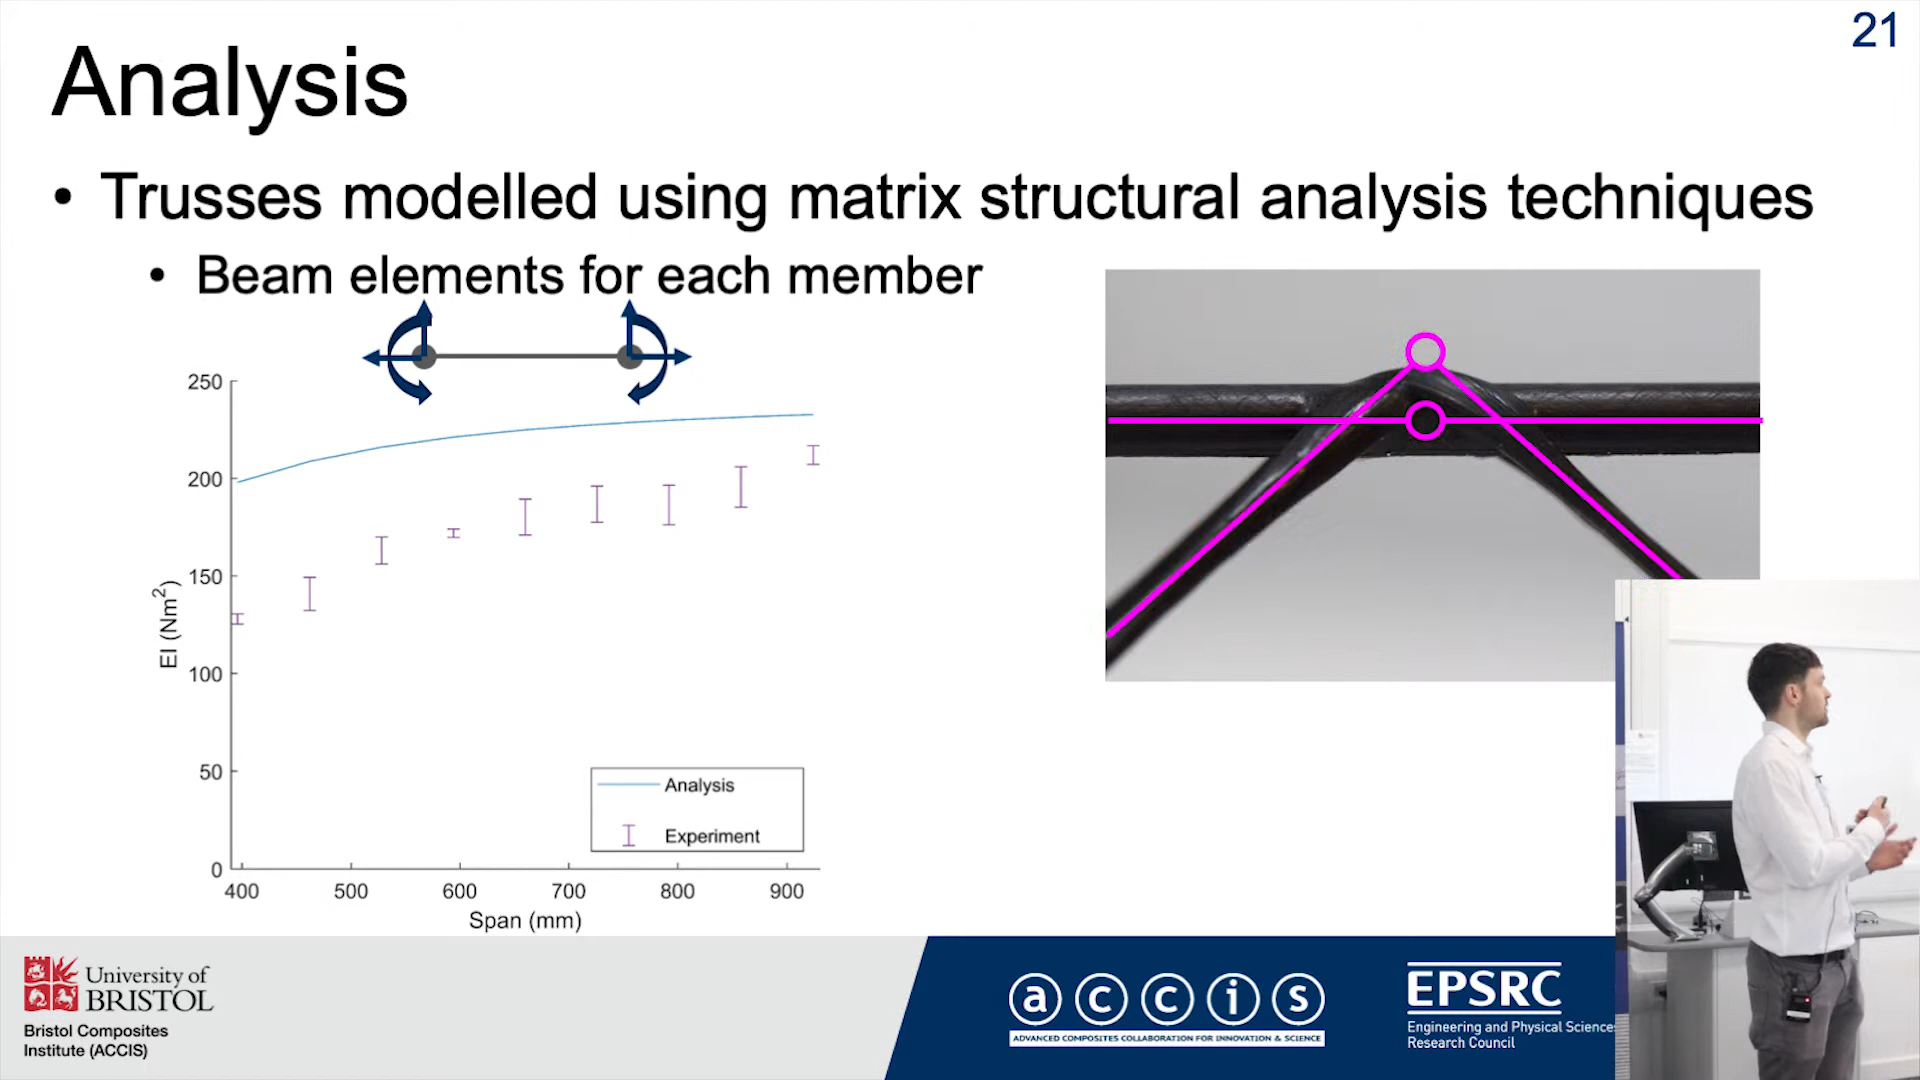 21
Analysis
• Trusses modelled using matrix structural analysis techniques
• Beam elements for each member
250
200
150
100
50
0
EI (Nm²)
400 500 600 700 800 900
Span (mm)
Analysis
Experiment
University of
BRISTOL
Bristol Composites
Institute (ACCIS)
accis
ADVANCED COMPOSITES COLLABORATION FOR INNOVATION & SCIENCE
EPSRC
Engineering and Physical Sciences
Research Council